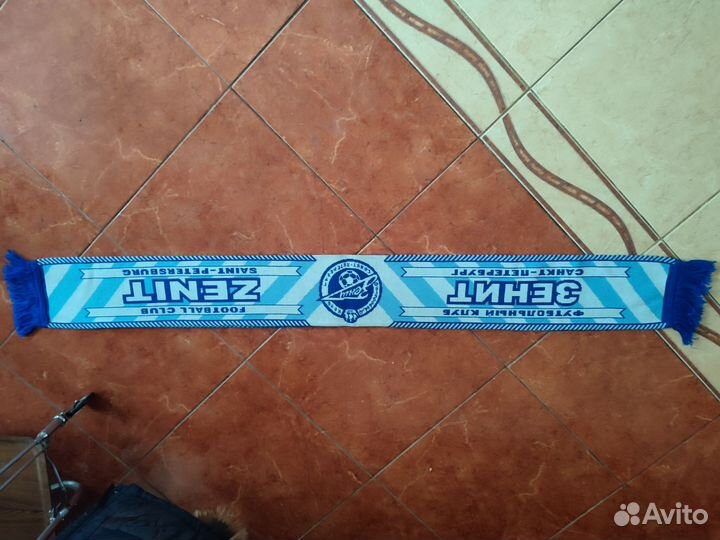 ФУТБОЛЬНЫЙ КЛУБ
ЗЕНИТ
САНКТ-ПЕТЕРБУРГ
FOOTBALL CLUB
ZENIT
SAINT-PETERSBURG
Avito